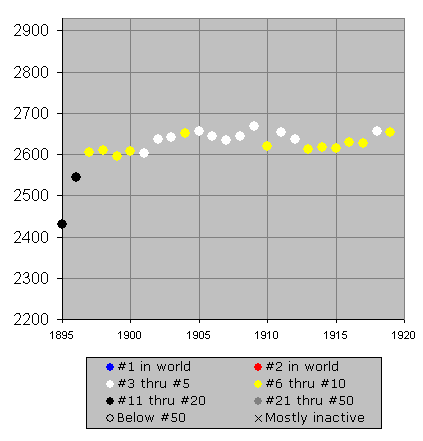 2900
2800
2700
2600
2500
2400
2300
2200
1895 1900 1905 1910 1915 1920
#1 in world #2 in world
#3 thru #5 #6 thru #10
#11 thru #20 #21 thru #50
Below #50 Mostly inactive